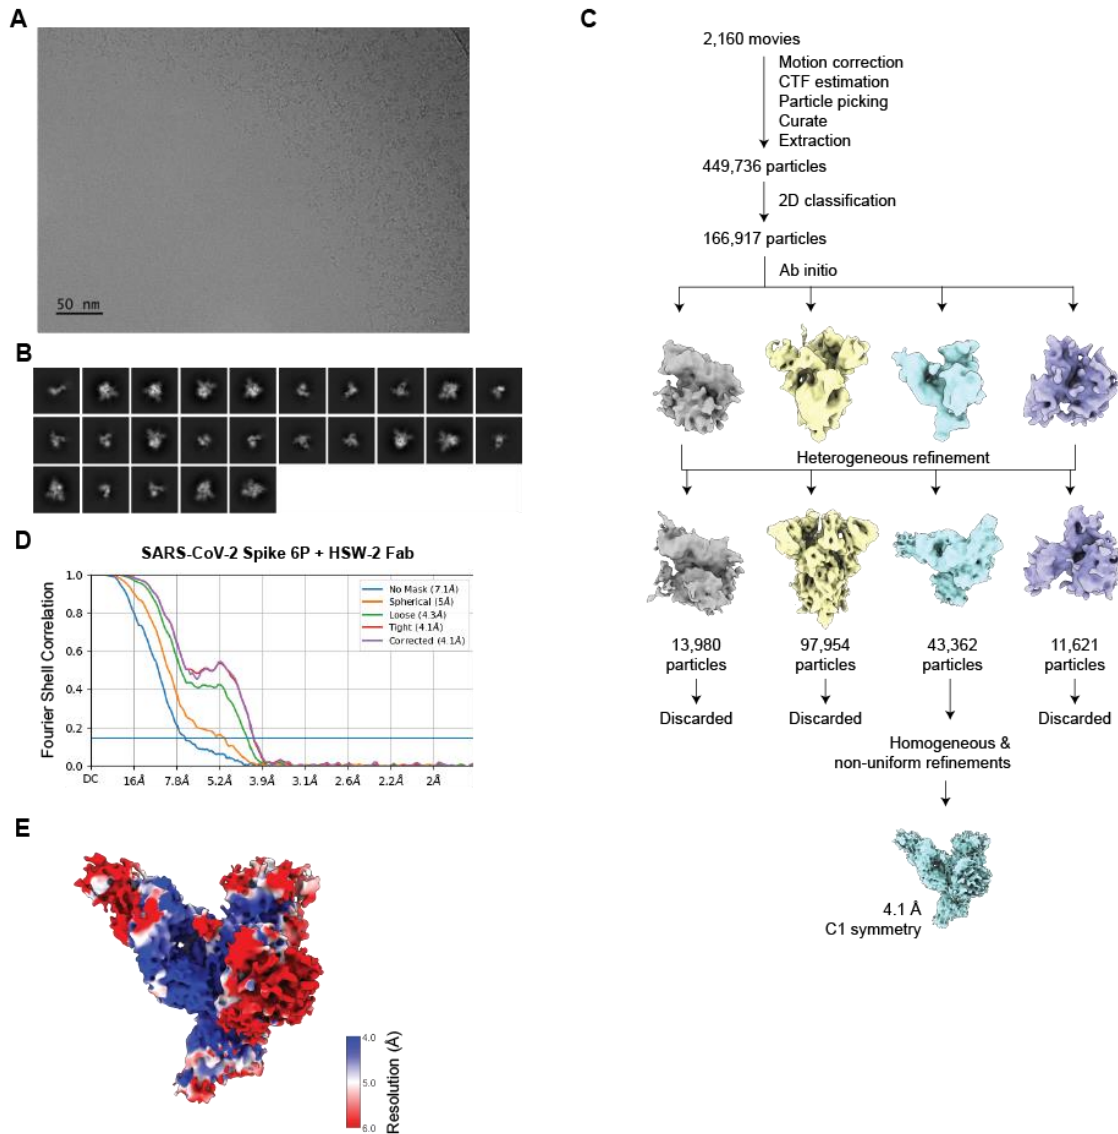 A
50 nm
B
D
SARS-CoV-2 Spike 6P + HSW-2 Fab
Fourier Shell Correlation
1.0
0.8
0.6
0.4
0.2
0.0
No Mask (7.1Å)
Spherical (5Å)
Loose (4.3Å)
Tight (4.1Å)
Corrected (4.1Å)
DC 16Å 7.8Å 5.2Å 3.9Å 3.1Å 2.6Å 2.2Å 2Å
E
4.0
5.0
6.0
Resolution (Å)
C
2,160 movies
Motion correction
CTF estimation
Particle picking
Curate
Extraction
449,736 particles
2D classification
166,917 particles
Ab initio
Heterogeneous refinement
13,980
particles
97,954
particles
43,362
particles
11,621
particles
Discarded
Discarded
Discarded
Homogeneous &
non-uniform refinements
4.1 Å
C1 symmetry